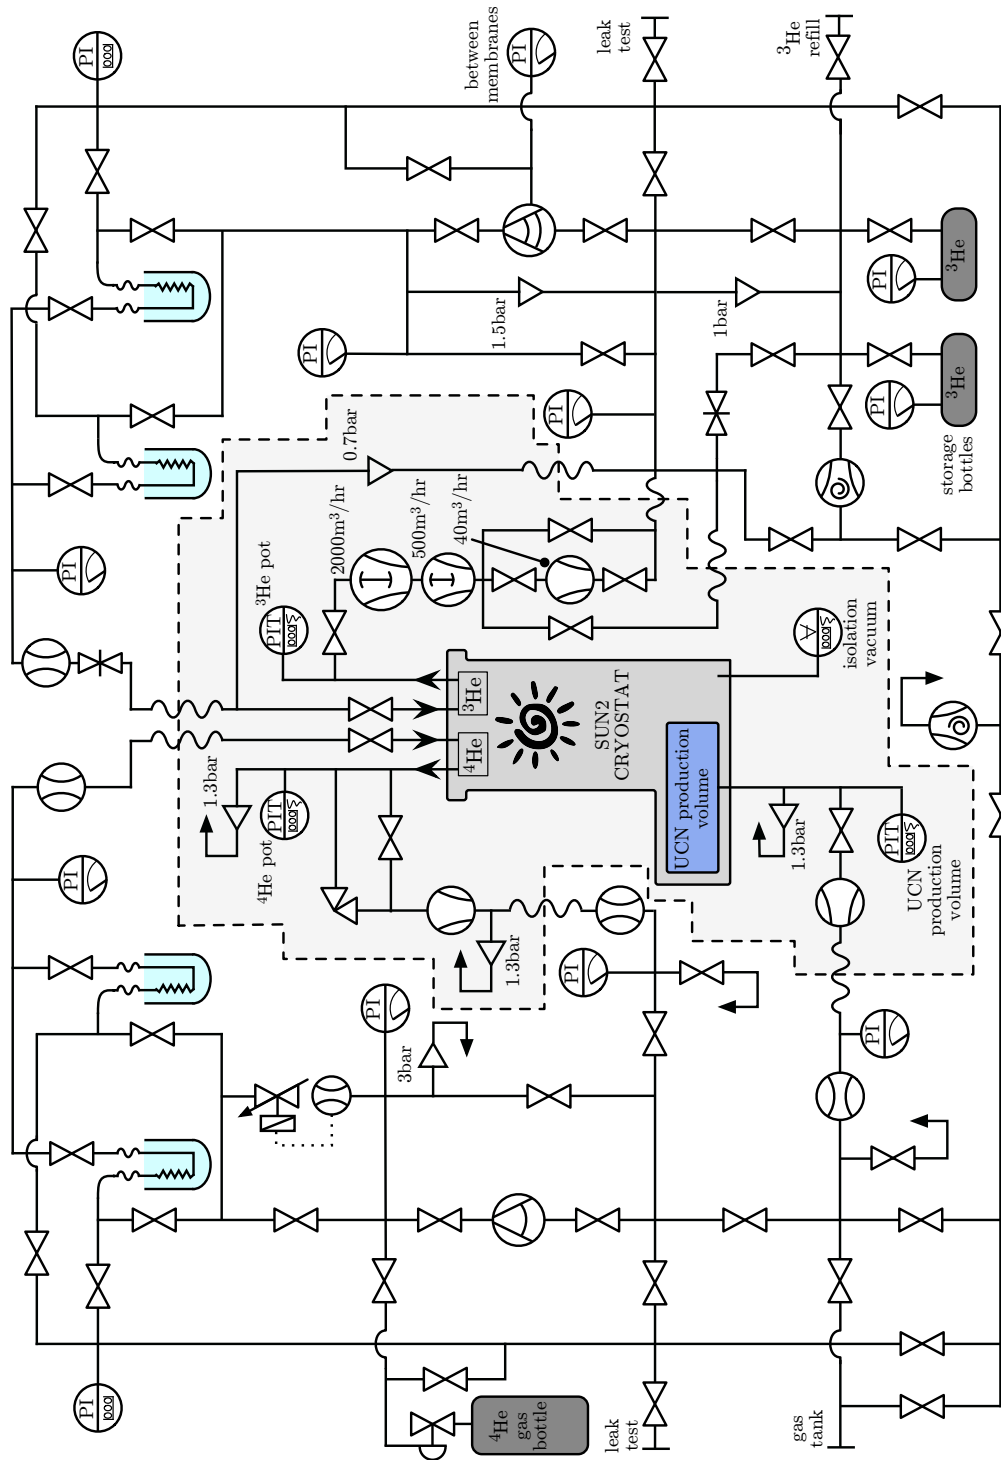 PI
between
membranes
PI
leak
test
³He
refill
PI
³He
PI
1.5bar
1bar
PI
³He
storage
bottles
0.7bar
PI
2000m³/hr
500m³/hr
40m³/hr
PI
³He pot
PIT
isolation
vacuum
³He
⁴He
SUN2
CRYOSTAT
UCN production
volume
1.3bar
PIT
⁴He pot
PI
1.3bar
PIT
UCN
production
volume
1.3bar
PI
PI
3bar
PI
PI
⁴He
gas
bottle
leak
test
gas
tank